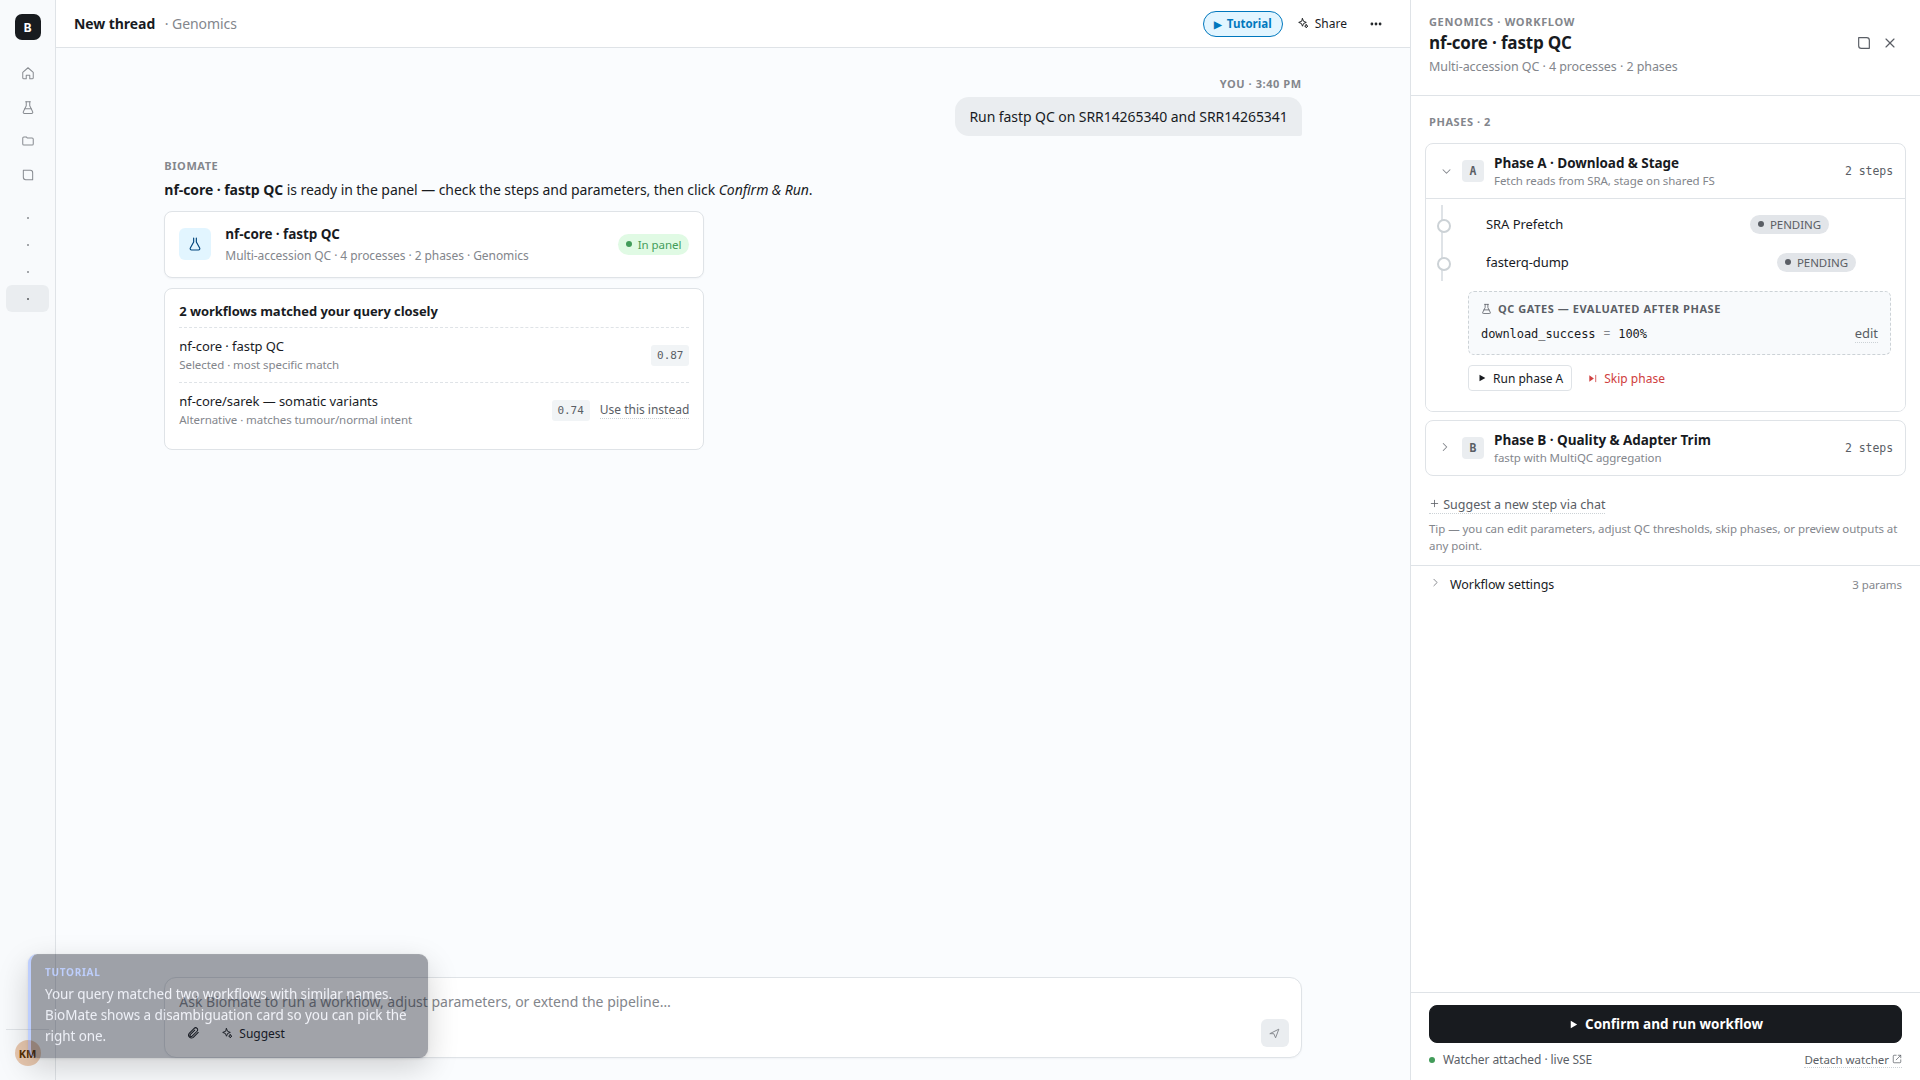 B
New thread · Genomics
▶ Tutorial
Share
YOU · 3:40 PM
Run fastp QC on SRR14265340 and SRR14265341
BIOMATE
nf-core · fastp QC is ready in the panel — check the steps and parameters, then click Confirm & Run.
nf-core · fastp QC
Multi-accession QC · 4 processes · 2 phases · Genomics
In panel
2 workflows matched your query closely
nf-core · fastp QC
Selected · most specific match
0.87
nf-core/sarek — somatic variants
Alternative · matches tumour/normal intent
0.74
Use this instead
TUTORIAL
Your query matched two workflows with similar names.
BioMate shows a disambiguation card so you can pick the
right one.
Ask Biomate to run a workflow, adjust parameters, or extend the pipeline...
Suggest
KM
GENOMICS · WORKFLOW
nf-core · fastp QC
Multi-accession QC · 4 processes · 2 phases
PHASES · 2
A
Phase A · Download & Stage
Fetch reads from SRA, stage on shared FS
2 steps
SRA Prefetch
PENDING
fasterq-dump
PENDING
QC GATES — EVALUATED AFTER PHASE
download_success = 100%
edit
Run phase A
Skip phase
B
Phase B · Quality & Adapter Trim
fastp with MultiQC aggregation
2 steps
+ Suggest a new step via chat
Tip — you can edit parameters, adjust QC thresholds, skip phases, or preview outputs at
any point.
Workflow settings
3 params
Confirm and run workflow
Watcher attached · live SSE
Detach watcher